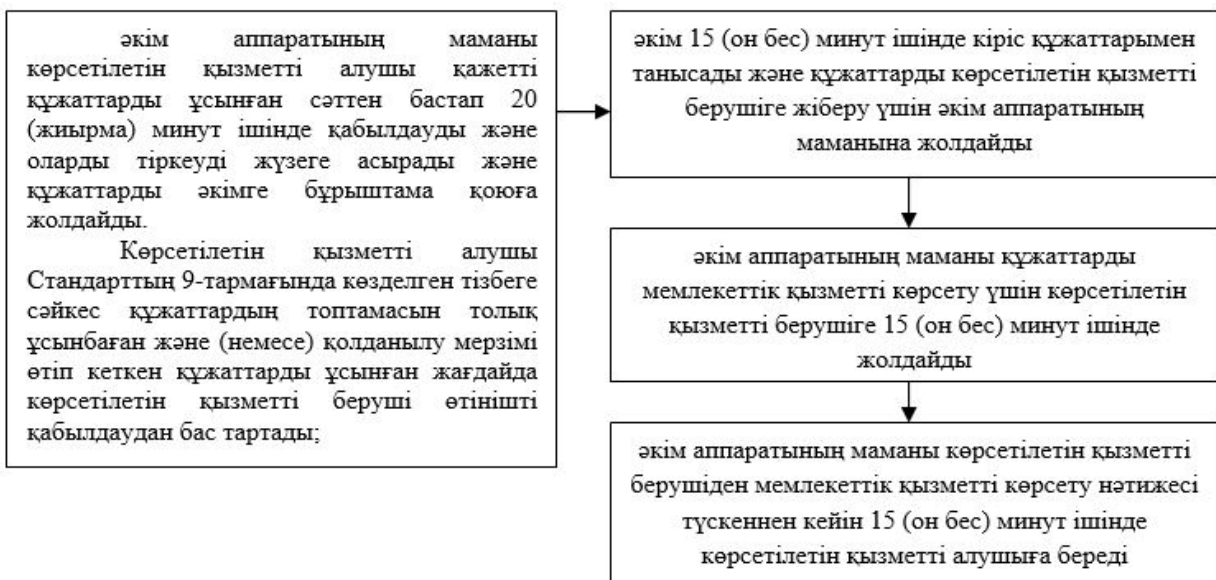 әкім аппаратының маманы
көрсетілетін қызметті алушы қажетті
құжаттарды ұсынған сәттен бастап 20
(жиырма) минут ішінде қабылдауды және
оларды тіркеуді жүзеге асырады және
құжаттарды әкімге бұрыштама қоюға
жолдайды.
Көрсетілетін қызметті алушы
Стандарттың 9-тармағында көзделген тізбеге
сәйкес құжаттардың топтамасын толық
ұсынбаған және (немесе) қолданылу мерзімі
өтіп кеткен құжаттарды ұсынған жағдайда
көрсетілетін қызметті беруші өтінішті
қабылдаудан бас тартады;
әкім 15 (он бес) минут ішінде кіріс құжаттарымен
танысады және құжаттарды көрсетілетін қызметті
берушіге жіберу үшін әкім аппаратының
маманына жолдайды
әкім аппаратының маманы құжаттарды
мемлекеттік қызметті көрсету үшін көрсетілетін
қызметті берушіге 15 (он бес) минут ішінде
жолдайды
әкім аппаратының маманы көрсетілетін қызметті
берушіден мемлекеттік қызметті көрсету нәтижесі
түскеннен кейін 15 (он бес) минут ішінде
көрсетілетін қызметті алушыға береді